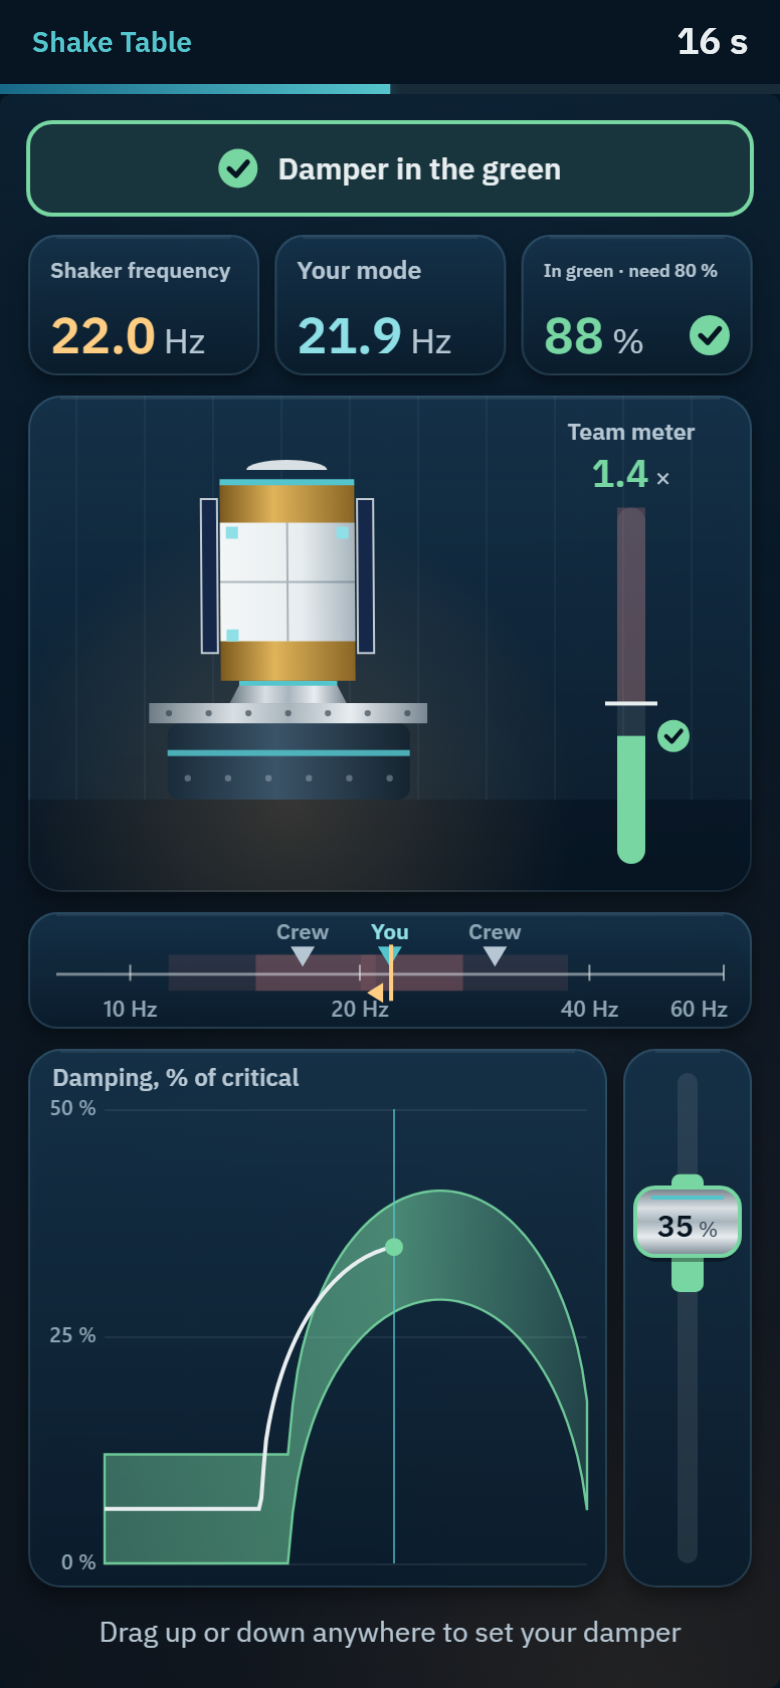 Shake Table
16 s
Damper in the green
Shaker frequency
22.0 Hz
Your mode
21.9 Hz
In green · need 80 %
88 %
Team meter
1.4 ×
Crew
You
Crew
10 Hz
20 Hz
40 Hz
60 Hz
Damping, % of critical
50 %
25 %
0 %
35 %
Drag up or down anywhere to set your damper